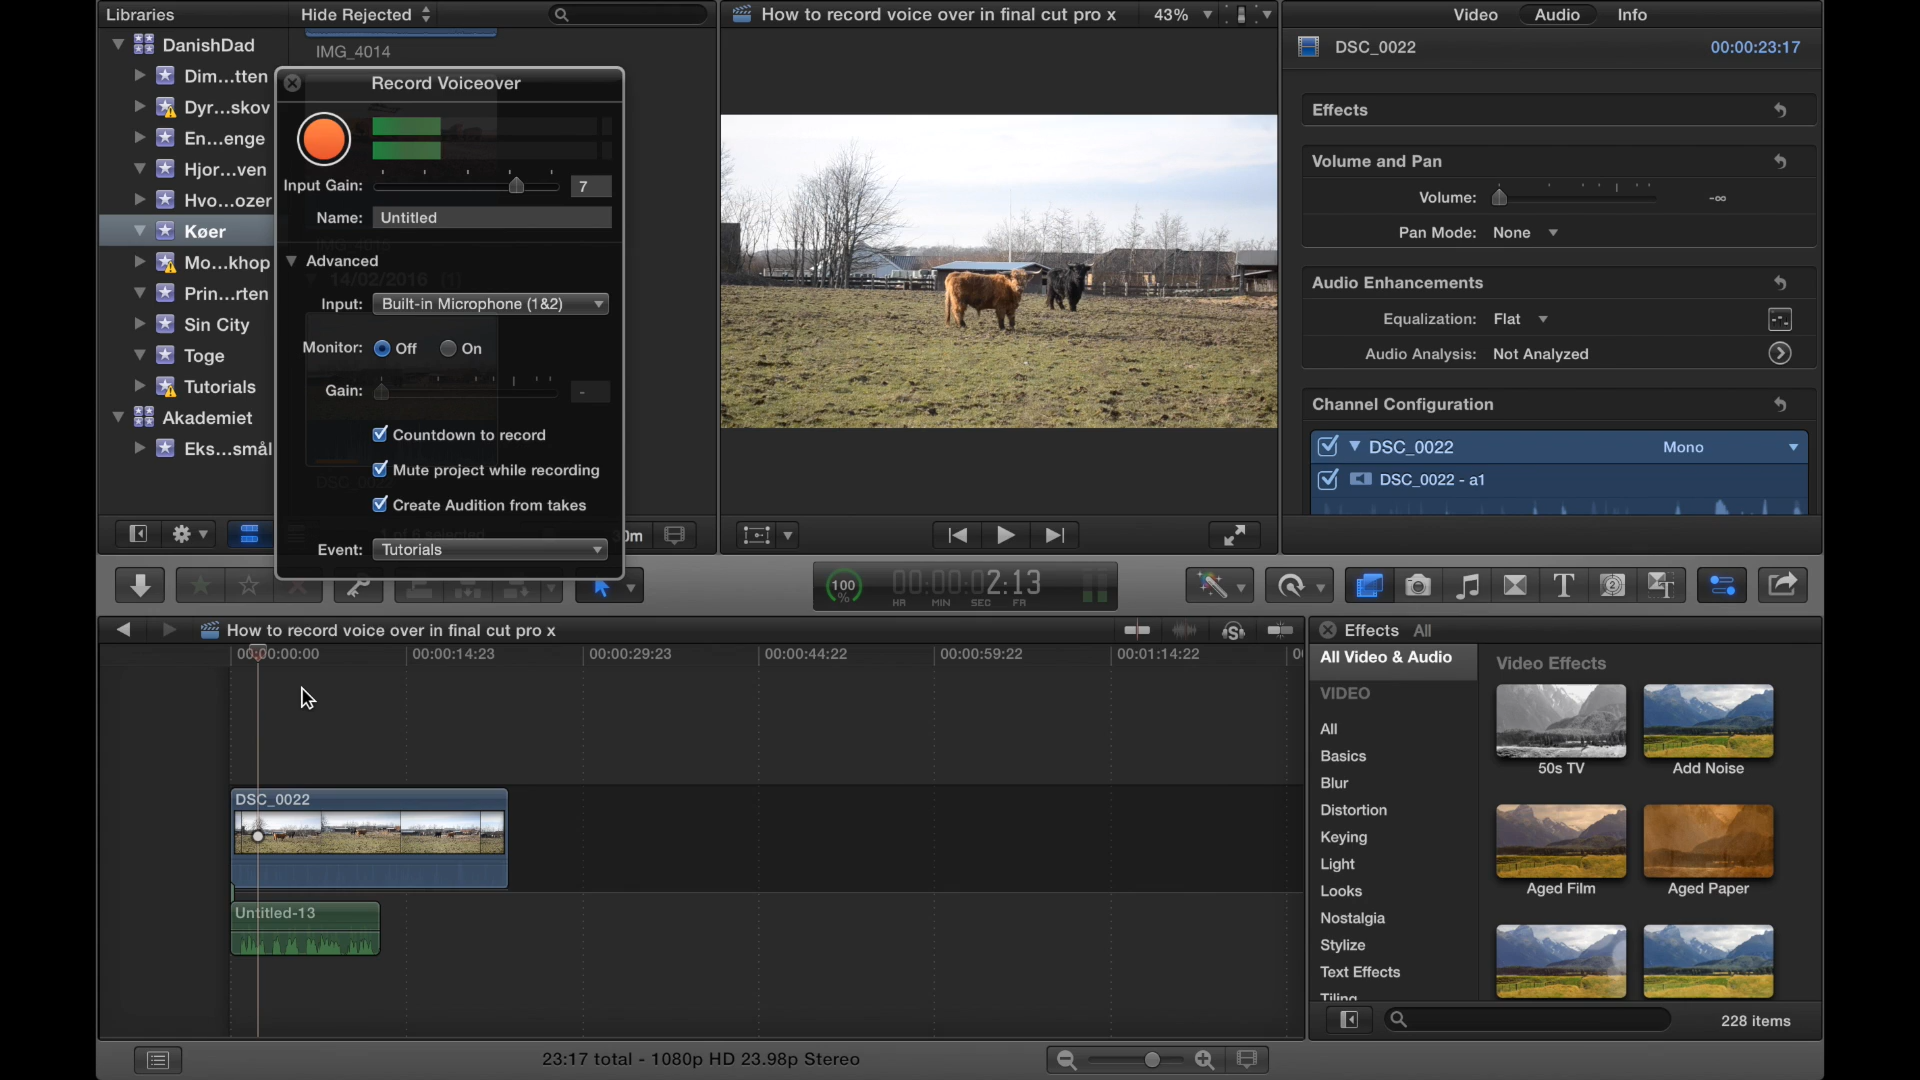 Libraries
Hide Rejected
How to record voice over in final cut pro x
43%
Video
Audio
Info
DanishDad
Dim...tten
Dyr...skov
En...enge
Hjor...ven
Hvo...ozer
Køer
Mo...khop
Prin...rten
Sin City
Toge
Tutorials
Akademiet
Eks...smål
IMG_4014
Record Voiceover
Input Gain:
7
Name:
Untitled
Advanced
14/02/2016 (1)
Input:
Built-in Microphone (1&2)
Monitor:
Off
On
Gain:
-
Countdown to record
Mute project while recording
Create Audition from takes
Event:
Tutorials
DSC_0022
00:00:23:17
Effects
Volume and Pan
Volume:
-∞
Pan Mode:
None
Audio Enhancements
Equalization:
Flat
Audio Analysis:
Not Analyzed
Channel Configuration
DSC_0022
Mono
DSC_0022 - a1
100
%
00:00:02:13
HR
MIN
SEC
FR
How to record voice over in final cut pro x
00:00:00:00
00:00:14:23
00:00:29:23
00:00:44:22
00:00:59:22
00:01:14:22
DSC_0022
Untitled-13
23:17 total - 1080p HD 23.98p Stereo
Effects
All
All Video & Audio
VIDEO
All
Basics
Blur
Distortion
Keying
Light
Looks
Nostalgia
Stylize
Text Effects
Tiling
Video Effects
50s TV
Add Noise
Aged Film
Aged Paper
228 items